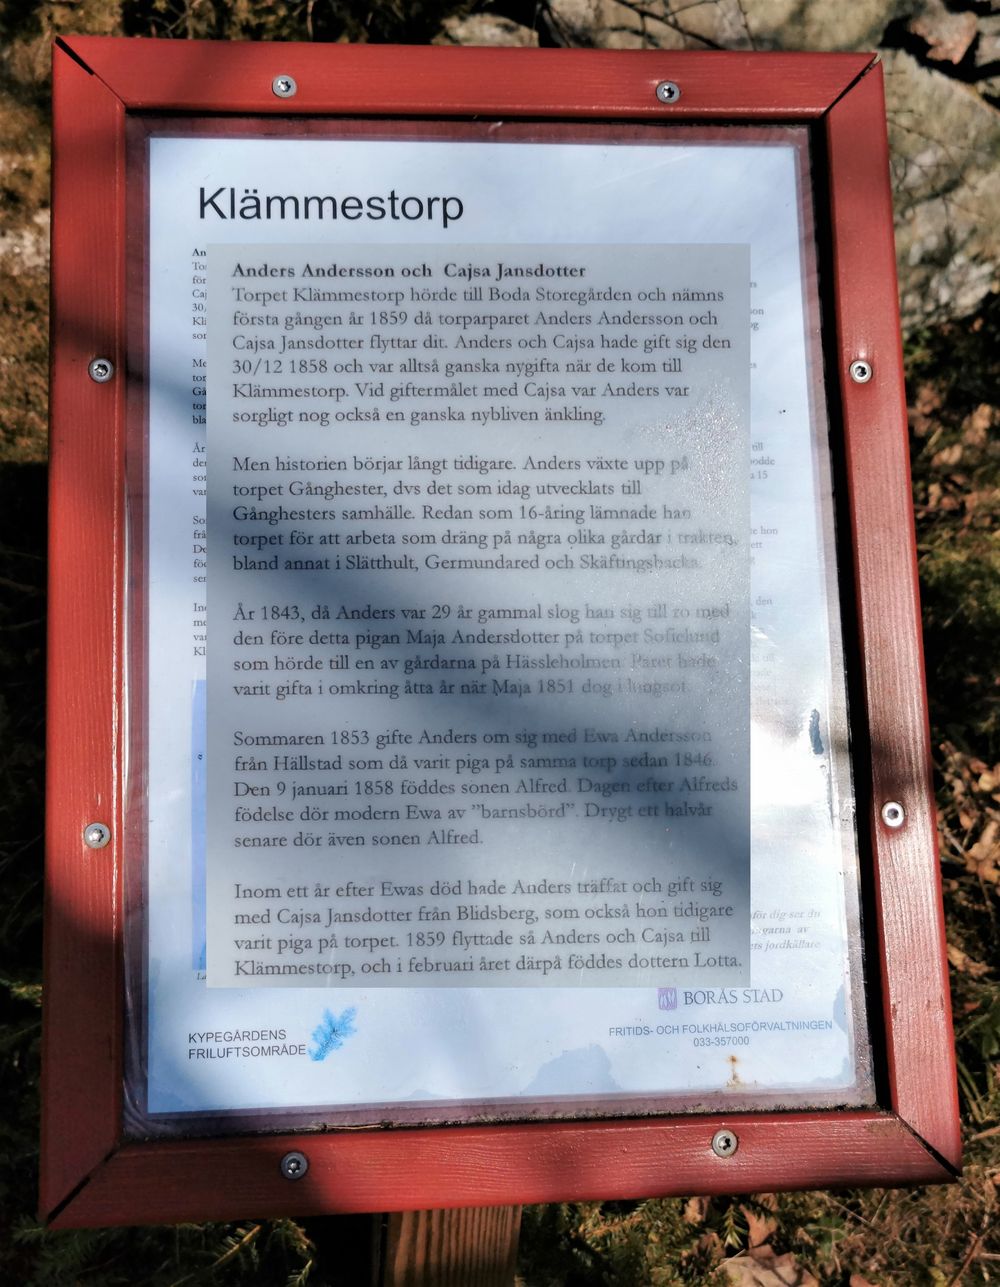 Klämmestorp
Anders Andersson och Cajsa Jansdotter
Torpet Klämmestorp hörde till Boda Storegården och nämns
första gången år 1859 då torparparet Anders Andersson och
Cajsa Jansdotter flyttar dit. Anders och Cajsa hade gift sig den
30/12 1858 och var alltså ganska nygifta när de kom till
Klämmestorp. Vid giftermålet med Cajsa var Anders var
sorgligt nog också en ganska nybliven änkling.
Men historien börjar långt tidigare. Anders växte upp på
torpet Gånghester, dvs det som idag utvecklats till
Gånghesters samhälle. Redan som 16-åring lämnade han
torpet för att arbeta som dräng på några olika gårdar i trakten,
bland annat i Slätthult, Germundared och Skäftingsbacka.
År 1843, då Anders var 29 år gammal slog han sig till ro med
den före detta pigan Maja Andersdotter på torpet Sofielund
som hörde till en av gårdarna på Hässleholmen. Paret hade
varit gifta i omkring åtta år när Maja 1851 dog i lungsot.
Sommaren 1853 gifte Anders om sig med Ewa Andersson
från Hällstad som då varit piga på samma torp sedan 1846.
Den 9 januari 1858 föddes sonen Alfred. Dagen efter Alfreds
födelse dör modern Ewa av ”barnsbörd”. Drygt ett halvår
senare dör även sonen Alfred.
Inom ett år efter Ewas död hade Anders träffat och gift sig
med Cajsa Jansdotter från Blidsberg, som också hon tidigare
varit piga på torpet. 1859 flyttade så Anders och Cajsa till
Klämmestorp, och i februari året därpå föddes dottern Lotta.
för dig ser du
jordkällare
BORÅS STAD
KYPEGÅRDENS
FRILUFTSOMRÅDE
FRITIDS- OCH FOLKHÄLSOFÖRVALTNINGEN
033-357000